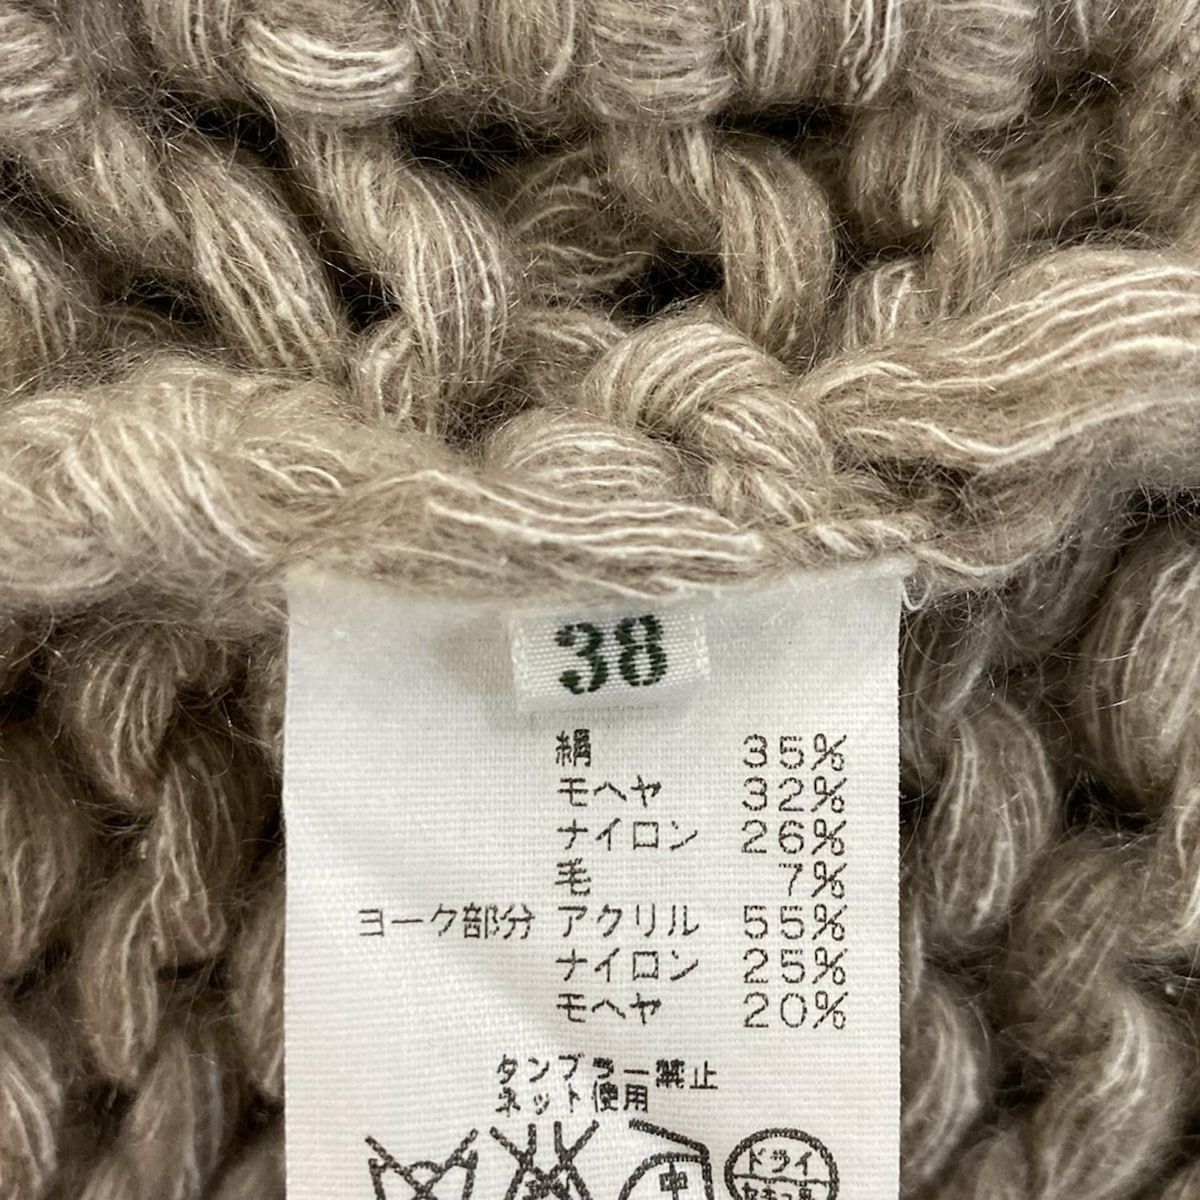 38
絹 35%
モヘヤ 32%
ナイロン 26%
毛 7%
ヨーク部分 アクリル 55%
ナイロン 25%
モヘヤ 20%
タンブラー禁止
ネット使用
中
ドライ